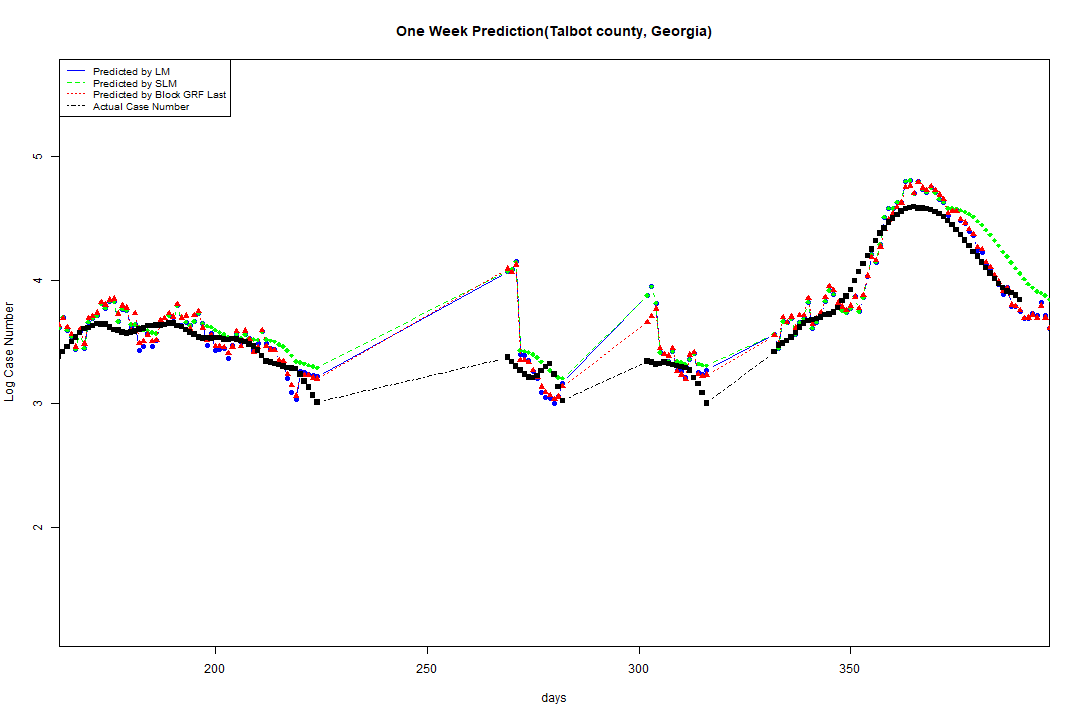 One Week Prediction(Talbot county, Georgia)
Predicted by LM
Predicted by SLM
Predicted by Block GRF Last
Actual Case Number
5
4
3
2
Log Case Number
200 250 300 350
days